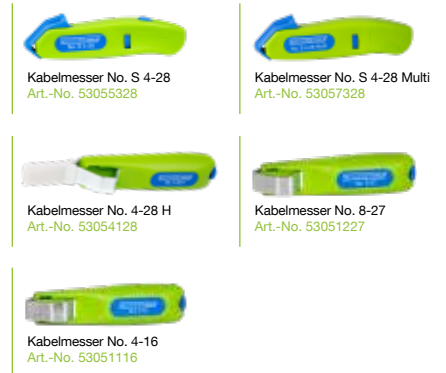 Kabelmesser No. S 4-28
Art.-No. 53055328
Kabelmesser No. S 4-28 Multi
Art.-No. 53057328
Kabelmesser No. 4-28 H
Art.-No. 53054128
Kabelmesser No. 8-27
Art.-No. 53051227
Kabelmesser No. 4-16
Art.-No. 53051116